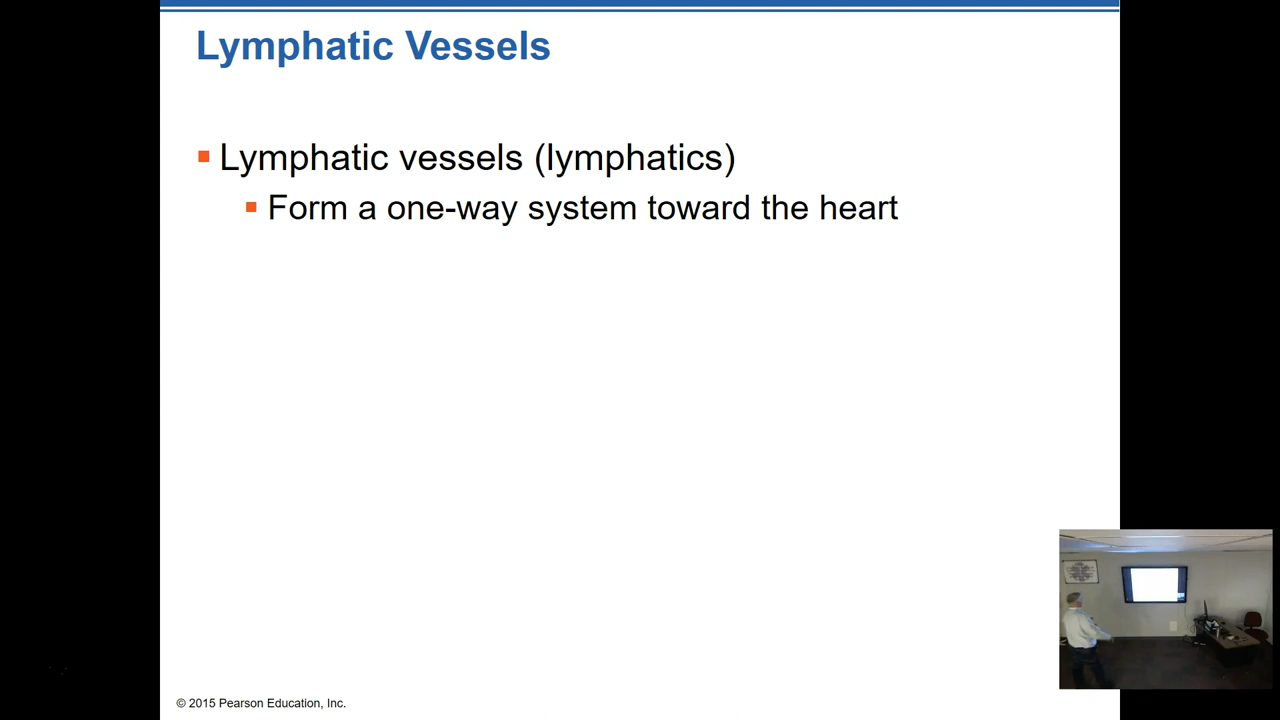 Lymphatic Vessels
Lymphatic vessels (lymphatics)
Form a one-way system toward the heart
© 2015 Pearson Education, Inc.